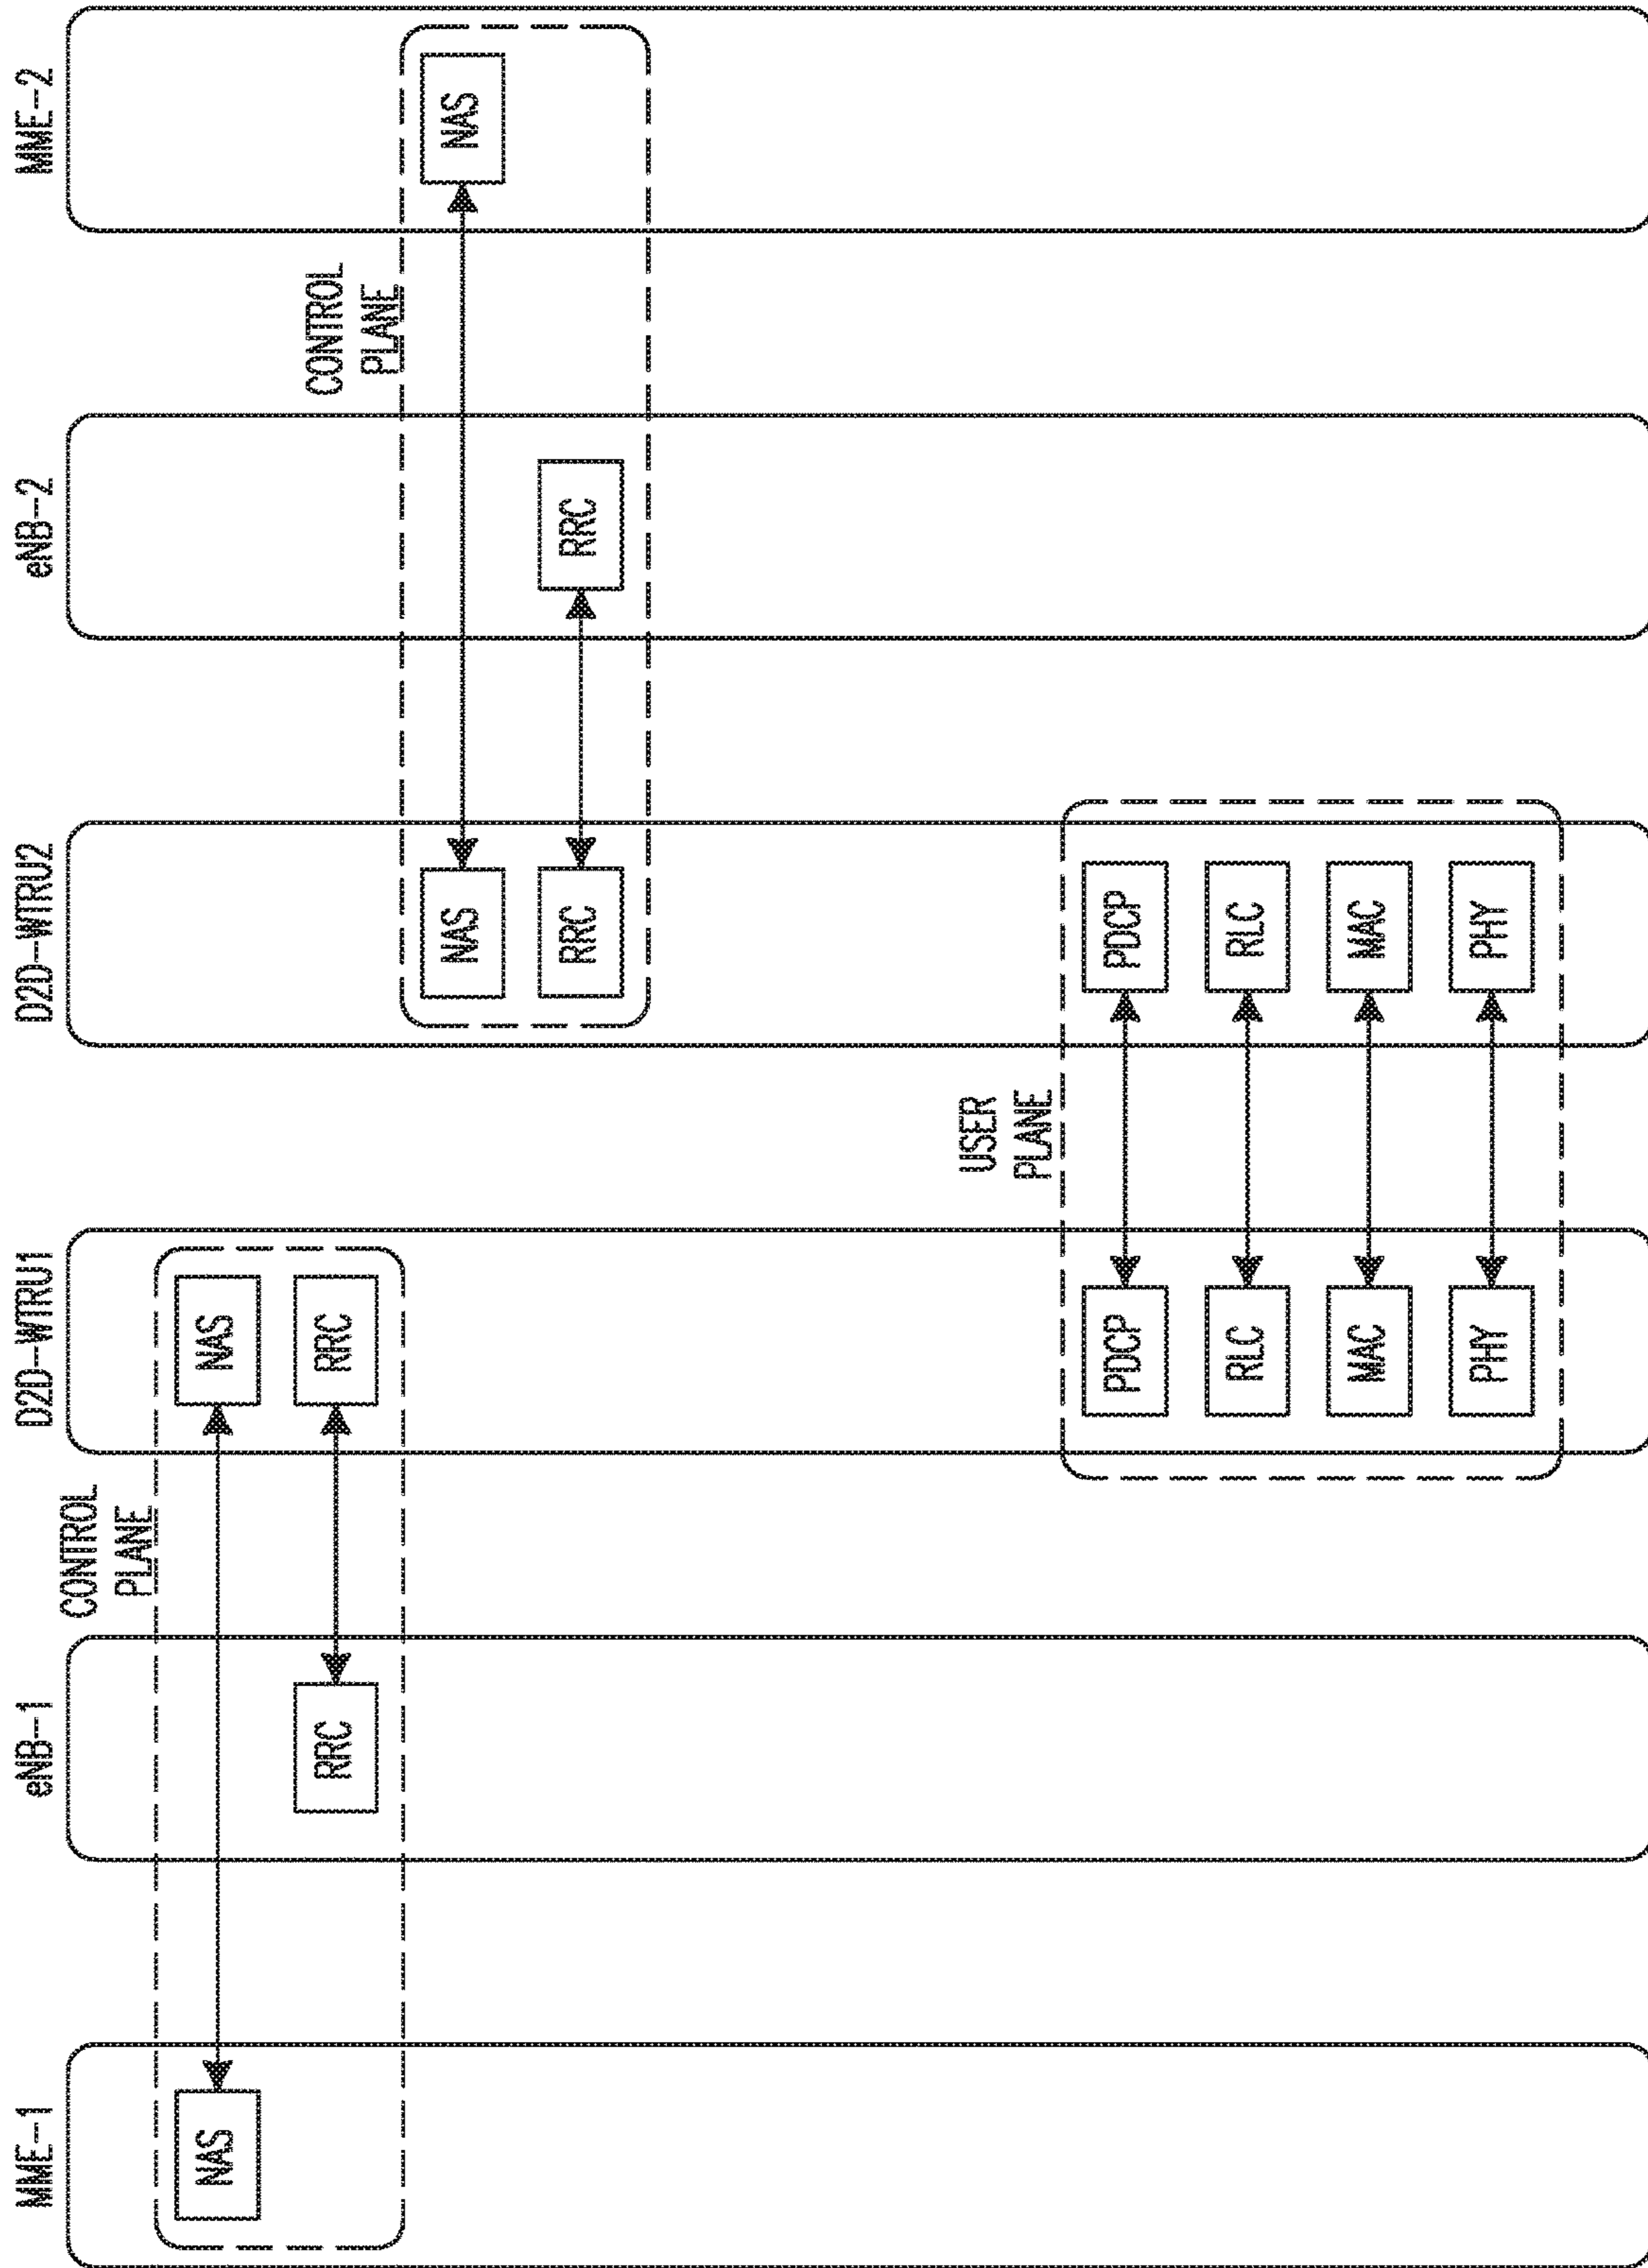 MME-1
eNB-1
D2D-WTRU1
D2D-WTRU2
eNB-2
MME-2
CONTROL
PLANE
NAS
NAS
RRC
RRC
CONTROL
PLANE
NAS
NAS
RRC
RRC
USER
PLANE
PDCP
PDCP
RLC
RLC
MAC
MAC
PHY
PHY